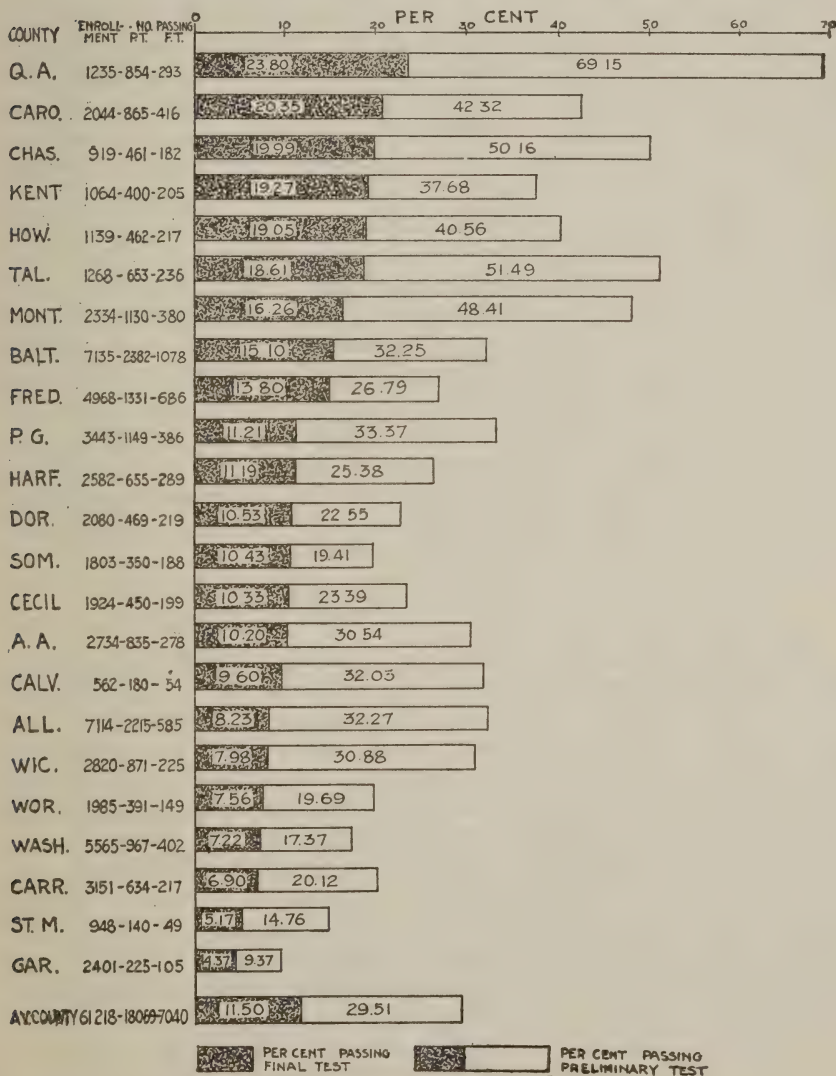 0 10 20 30 40 50 60 70
PER CENT
COUNTY ENROLL- - NO. PASSING
MENT P.T. F.T.
Q.A. 1235-854-293 23.80 69.15
CARO. 2044-865-416 20.35 42.32
CHAS. 919-461-182 19.99 50.16
KENT 1064-400-205 19.27 37.68
HOW. 1139-462-217 19.05 40.56
TAL. 1268-653-236 18.61 51.49
MONT. 2334-1130-380 16.26 48.41
BALT. 7135-2382-1078 15.10 32.25
FRED. 4968-1331-686 13.80 26.79
P.G. 3443-1149-386 11.21 33.37
HARF. 2582-655-289 11.19 25.38
DOR. 2080-469-219 10.53 22.55
SOM. 1803-350-188 10.43 19.41
CECIL 1924-450-199 10.33 23.39
A.A. 2734-835-278 10.20 30.54
CALV. 562-180-54 9.60 32.03
ALL. 7114-2215-585 8.23 32.27
WIC. 2820-871-225 7.98 30.88
WOR. 1985-391-149 7.56 19.69
WASH. 5565-967-402 7.22 17.37
CARR. 3151-634-217 6.90 20.12
ST. M. 948-140-49 5.17 14.76
GAR. 2401-225-105 4.37 9.37
AV. COUNTY 61218-18069-7040 11.50 29.51
PER CENT PASSING PER CENT PASSING
FINAL TEST PRELIMINARY TEST